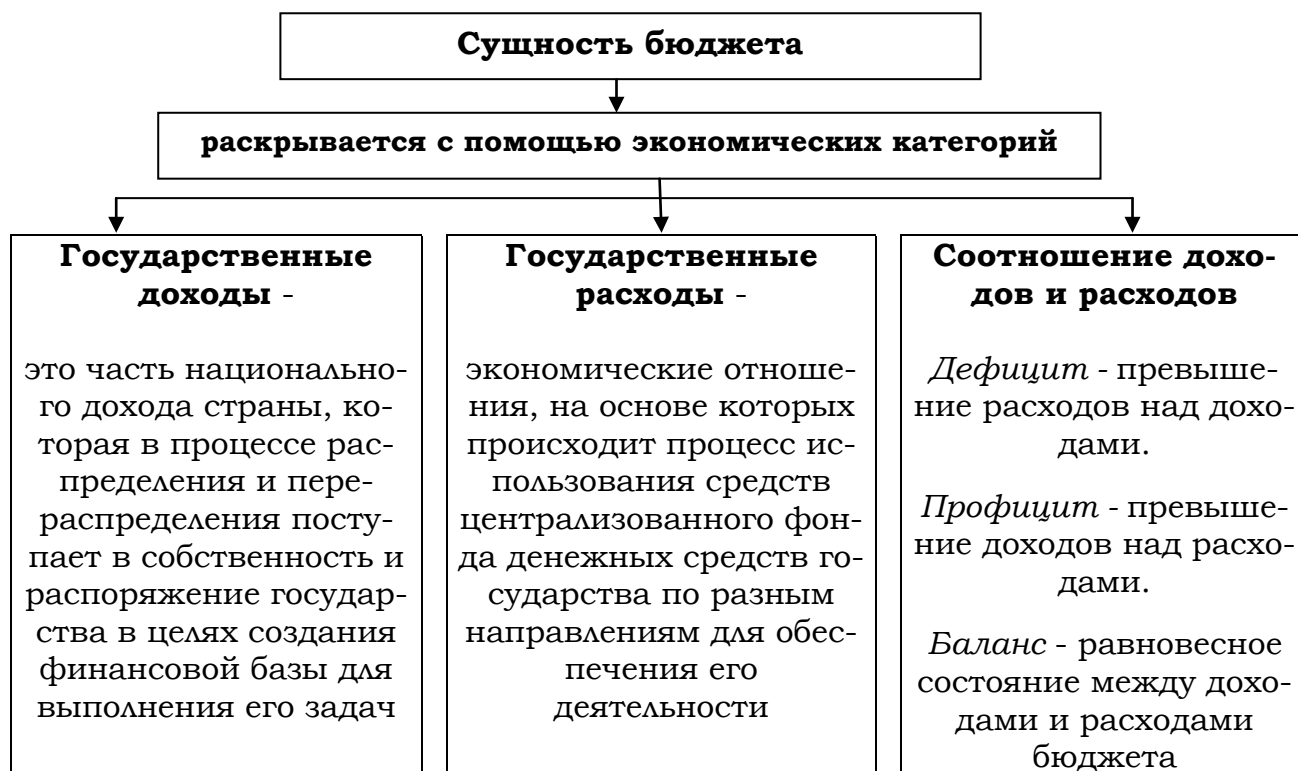 Сущность бюджета
раскрывается с помощью экономических категорий
Государственные
доходы -
это часть национально-
го дохода страны, ко-
торая в процессе рас-
пределения и пере-
распределения посту-
пает в собственность и
распоряжение государ-
ства в целях создания
финансовой базы для
выполнения его задач
Государственные
расходы -
экономические отноше-
ния, на основе которых
происходит процесс ис-
пользования средств
централизованного фон-
да денежных средств го-
сударства по разным
направлениям для обес-
печения его
деятельности
Соотношение дохо-
дов и расходов
Дефицит - превыше-
ние расходов над дохо-
дами.
Профицит - превыше-
ние доходов над расхо-
дами.
Баланс - равновесное
состояние между дохо-
дами и расходами
бюджета